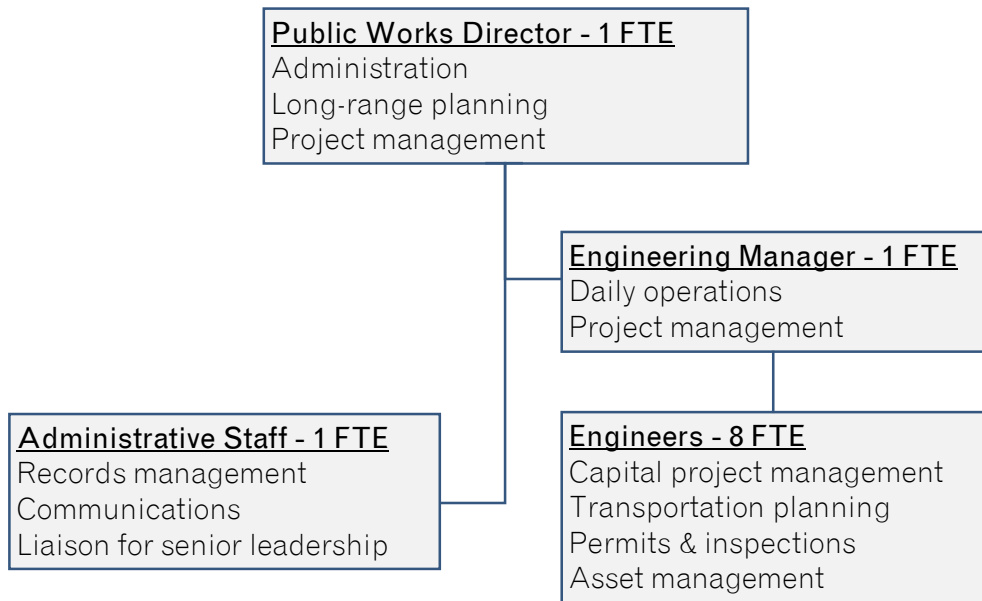 Public Works Director - 1 FTE
Administration
Long-range planning
Project management
Engineering Manager - 1 FTE
Daily operations
Project management
Administrative Staff - 1 FTE
Records management
Communications
Liaison for senior leadership
Engineers - 8 FTE
Capital project management
Transportation planning
Permits & inspections
Asset management